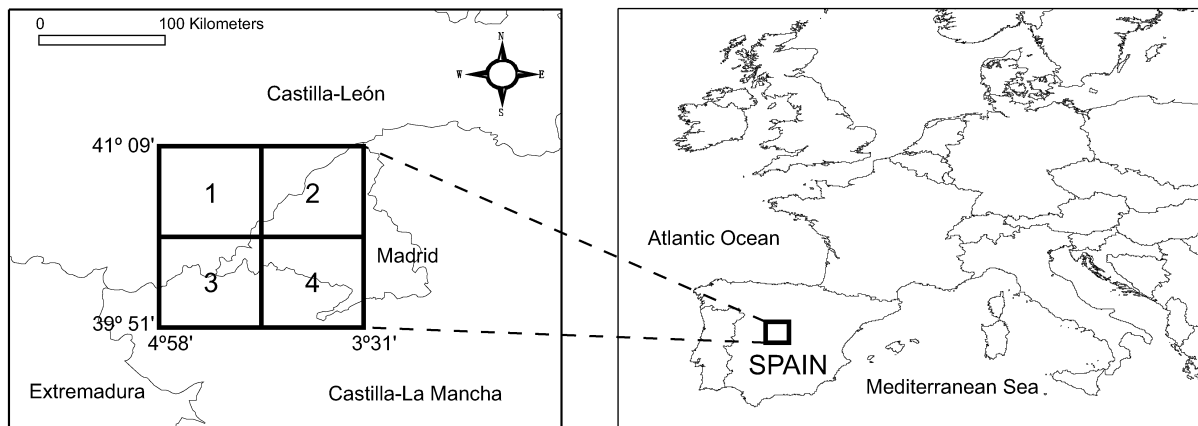 0 100 Kilometers
N
W E
S
Castilla-León
41º 09'
1 2
Madrid
3 4
39º 51'
4º58' 3º31'
Extremadura
Castilla-La Mancha
Atlantic Ocean
SPAIN
Mediterranean Sea